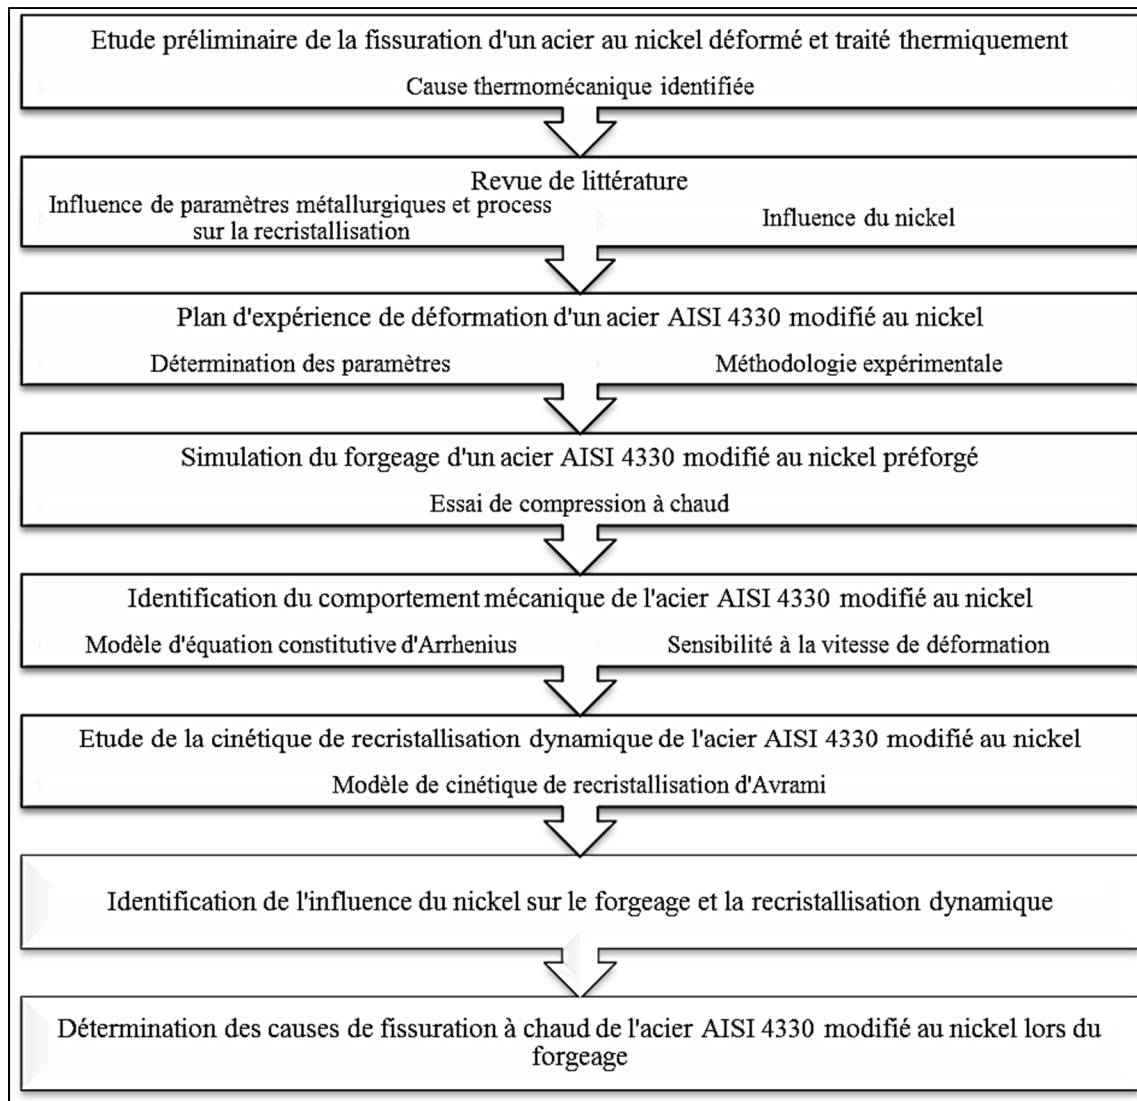 Etude préliminaire de la fissuration d'un acier au nickel déformé et traité thermiquement
Cause thermomécanique identifiée
Revue de littérature
Influence de paramètres métallurgiques et process
sur la recristallisation
Influence du nickel
Plan d'expérience de déformation d'un acier AISI 4330 modifié au nickel
Détermination des paramètres
Méthodologie expérimentale
Simulation du forgeage d'un acier AISI 4330 modifié au nickel préforgé
Essai de compression à chaud
Identification du comportement mécanique de l'acier AISI 4330 modifié au nickel
Modèle d'équation constitutive d'Arrhenius
Sensibilité à la vitesse de déformation
Etude de la cinétique de recristallisation dynamique de l'acier AISI 4330 modifié au nickel
Modèle de cinétique de recristallisation d'Avrami
Identification de l'influence du nickel sur le forgeage et la recristallisation dynamique
Détermination des causes de fissuration à chaud de l'acier AISI 4330 modifié au nickel lors du
forgeage